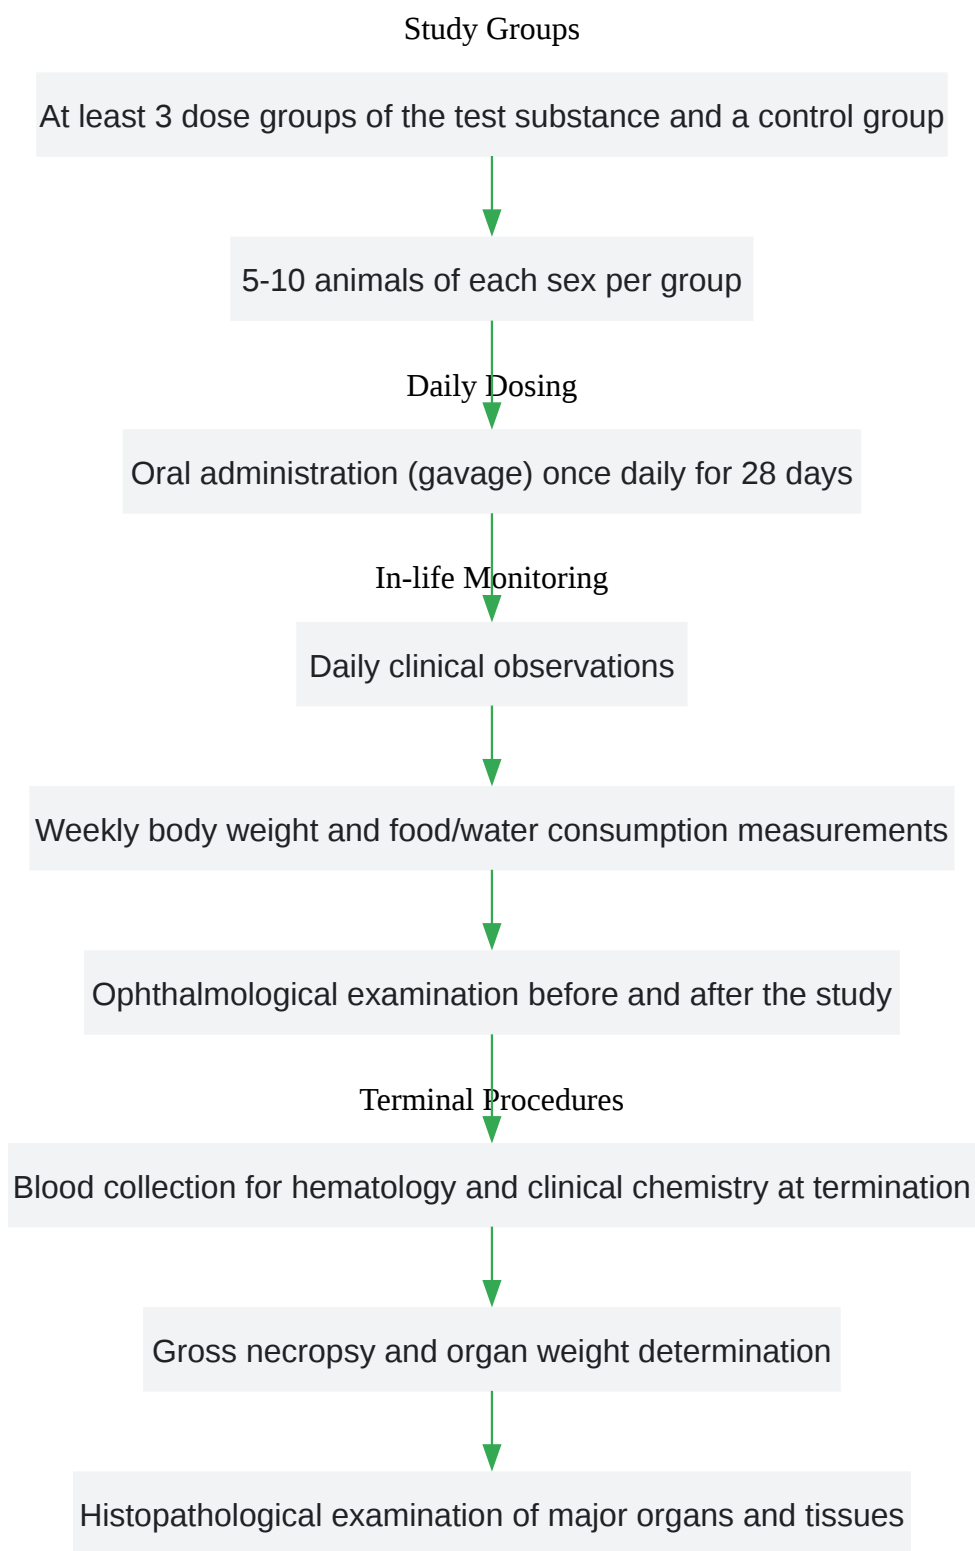 Study Groups
At least 3 dose groups of the test substance and a control group
5-10 animals of each sex per group
Daily Dosing
Oral administration (gavage) once daily for 28 days
In-life Monitoring
Daily clinical observations
Weekly body weight and food/water consumption measurements
Ophthalmological examination before and after the study
Terminal Procedures
Blood collection for hematology and clinical chemistry at termination
Gross necropsy and organ weight determination
Histopathological examination of major organs and tissues